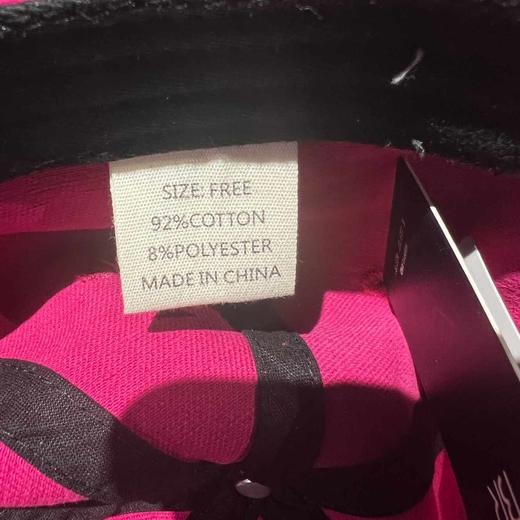 SIZE: FREE
92%COTTON
8%POLYESTER
MADE IN CHINA